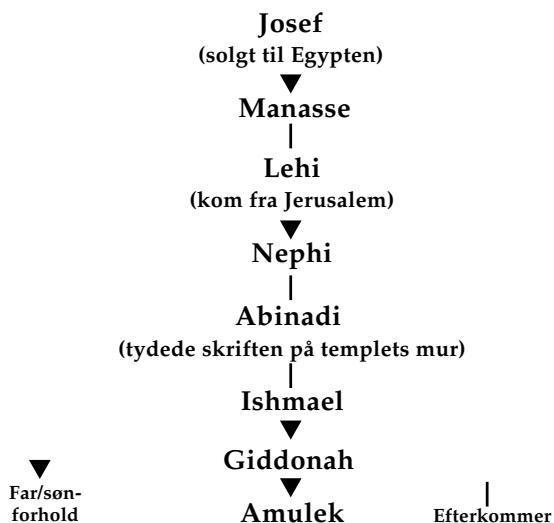 Josef
(solgt til Egypten)
Manasse
Lehi
(kom fra Jerusalem)
Nephi
Abinadi
(tydede skriften på templets mur)
Ishmael
Giddonah
Amulek
Far/søn-
forhold
Efterkommer